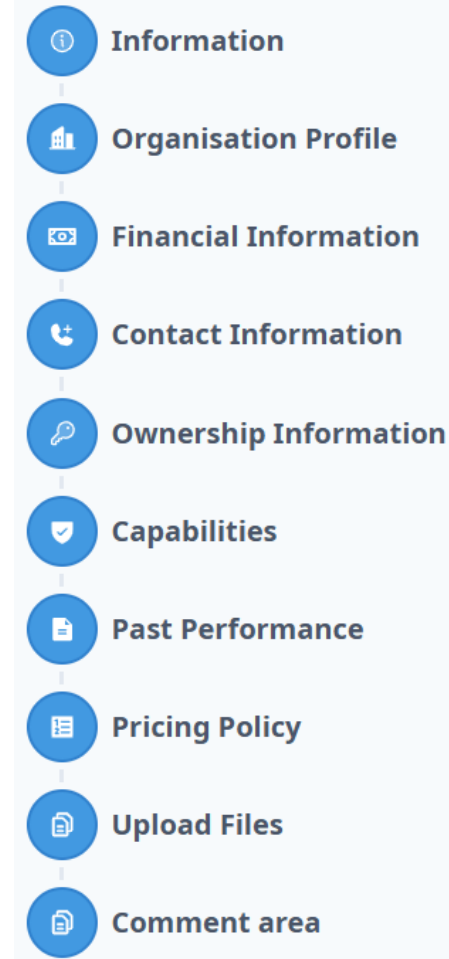 Information
Organisation Profile
Financial Information
Contact Information
Ownership Information
Capabilities
Past Performance
Pricing Policy
Upload Files
Comment area